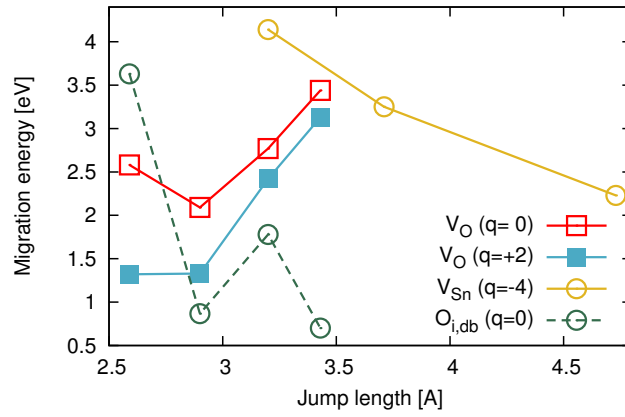 Migration energy [eV]
4
3.5
3
2.5
2
1.5
1
0.5
V_O (q= 0)
V_O (q=+2)
V_Sn (q=-4)
O_i,db (q=0)
2.5 3 3.5 4 4.5
Jump length [A]